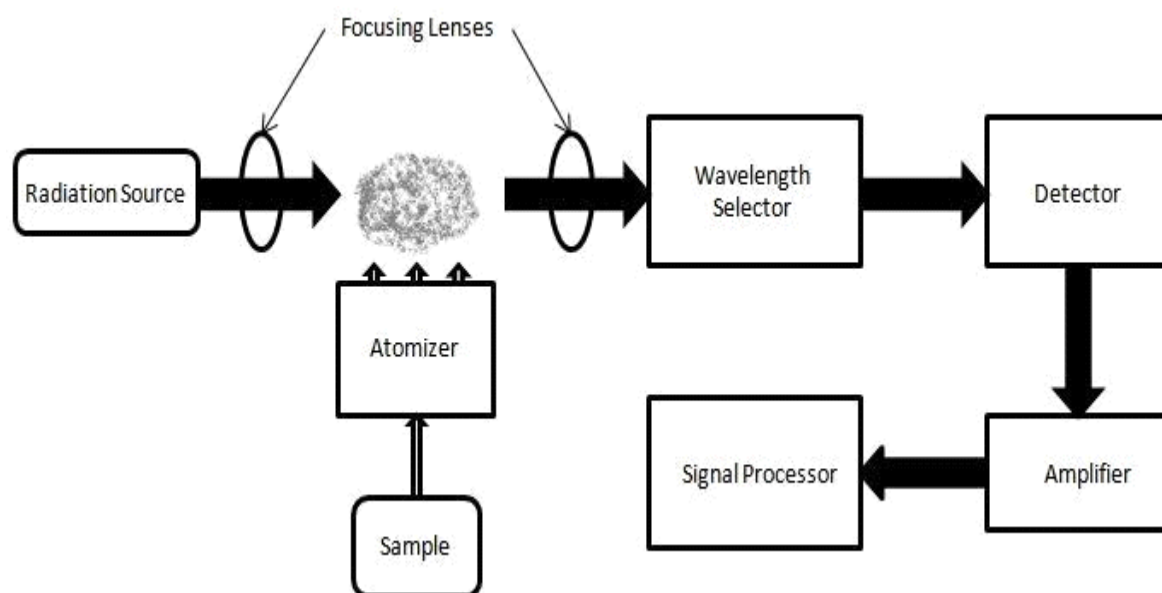 Focusing Lenses
Radiation Source
Wavelength
Selector
Detector
Atomizer
Signal Processor
Amplifier
Sample